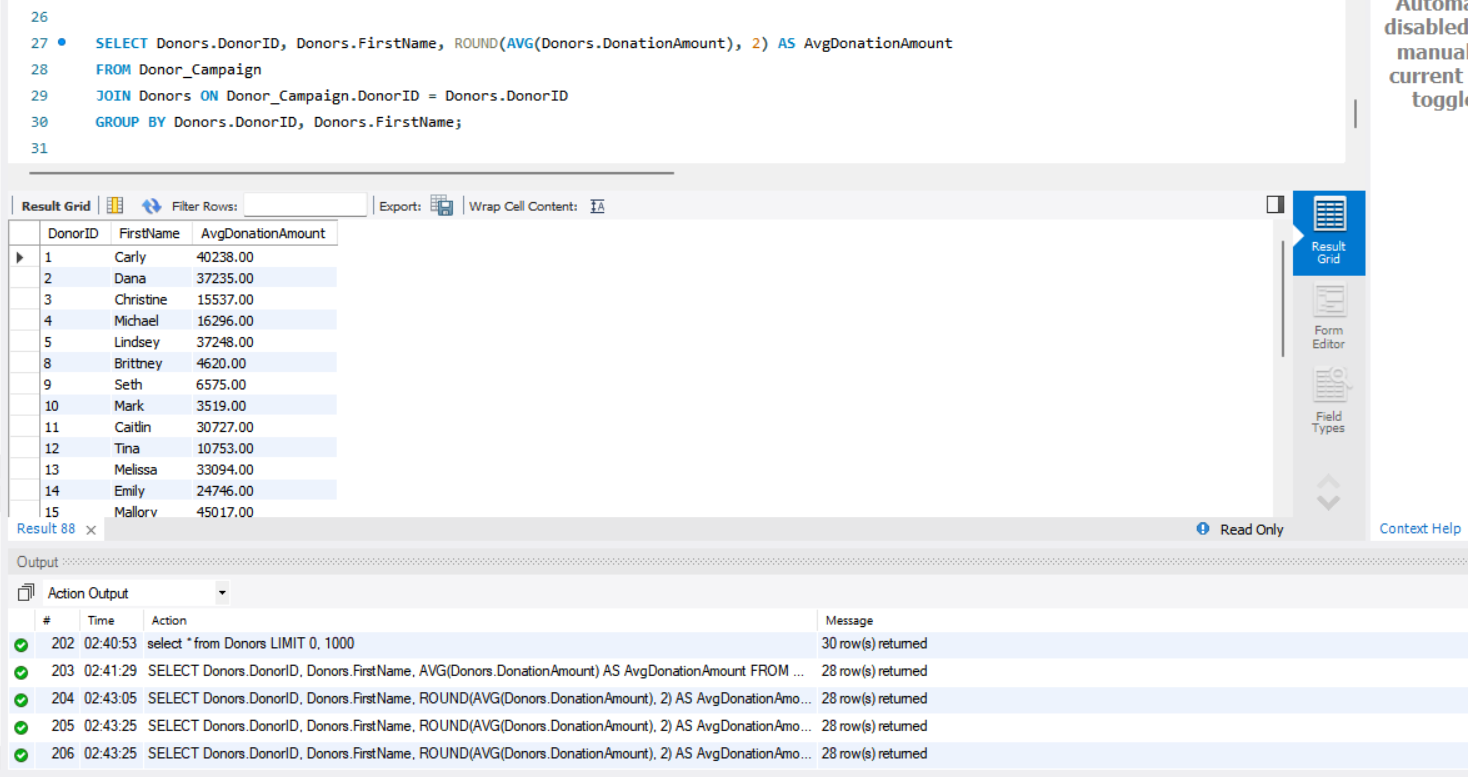 Automa
disabled
manual
current
toggle
26
27 SELECT Donors.DonorID, Donors.FirstName, ROUND(AVG(Donors.DonationAmount), 2) AS AvgDonationAmount
28 FROM Donor_Campaign
29 JOIN Donors ON Donor_Campaign.DonorID = Donors.DonorID
30 GROUP BY Donors.DonorID, Donors.FirstName;
31
Result Grid Filter Rows: Export: Wrap Cell Content: IA
DonorID FirstName AvgDonationAmount
1 Carly 40238.00
2 Dana 37235.00
3 Christine 15537.00
4 Michael 16296.00
5 Lindsey 37248.00
8 Brittney 4620.00
9 Seth 6575.00
10 Mark 3519.00
11 Caitlin 30727.00
12 Tina 10753.00
13 Melissa 33094.00
14 Emily 24746.00
15 Mallory 45017.00
Result
Grid
Form
Editor
Field
Types
Result 88 Read Only Context Help
Output
Action Output
# Time Action Message
202 02:40:53 select * from Donors LIMIT 0, 1000 30 row(s) returned
203 02:41:29 SELECT Donors.DonorID, Donors.FirstName, AVG(Donors.DonationAmount) AS AvgDonationAmount FROM ... 28 row(s) returned
204 02:43:05 SELECT Donors.DonorID, Donors.FirstName, ROUND(AVG(Donors.DonationAmount), 2) AS AvgDonationAmo... 28 row(s) returned
205 02:43:25 SELECT Donors.DonorID, Donors.FirstName, ROUND(AVG(Donors.DonationAmount), 2) AS AvgDonationAmo... 28 row(s) returned
206 02:43:25 SELECT Donors.DonorID, Donors.FirstName, ROUND(AVG(Donors.DonationAmount), 2) AS AvgDonationAmo... 28 row(s) returned